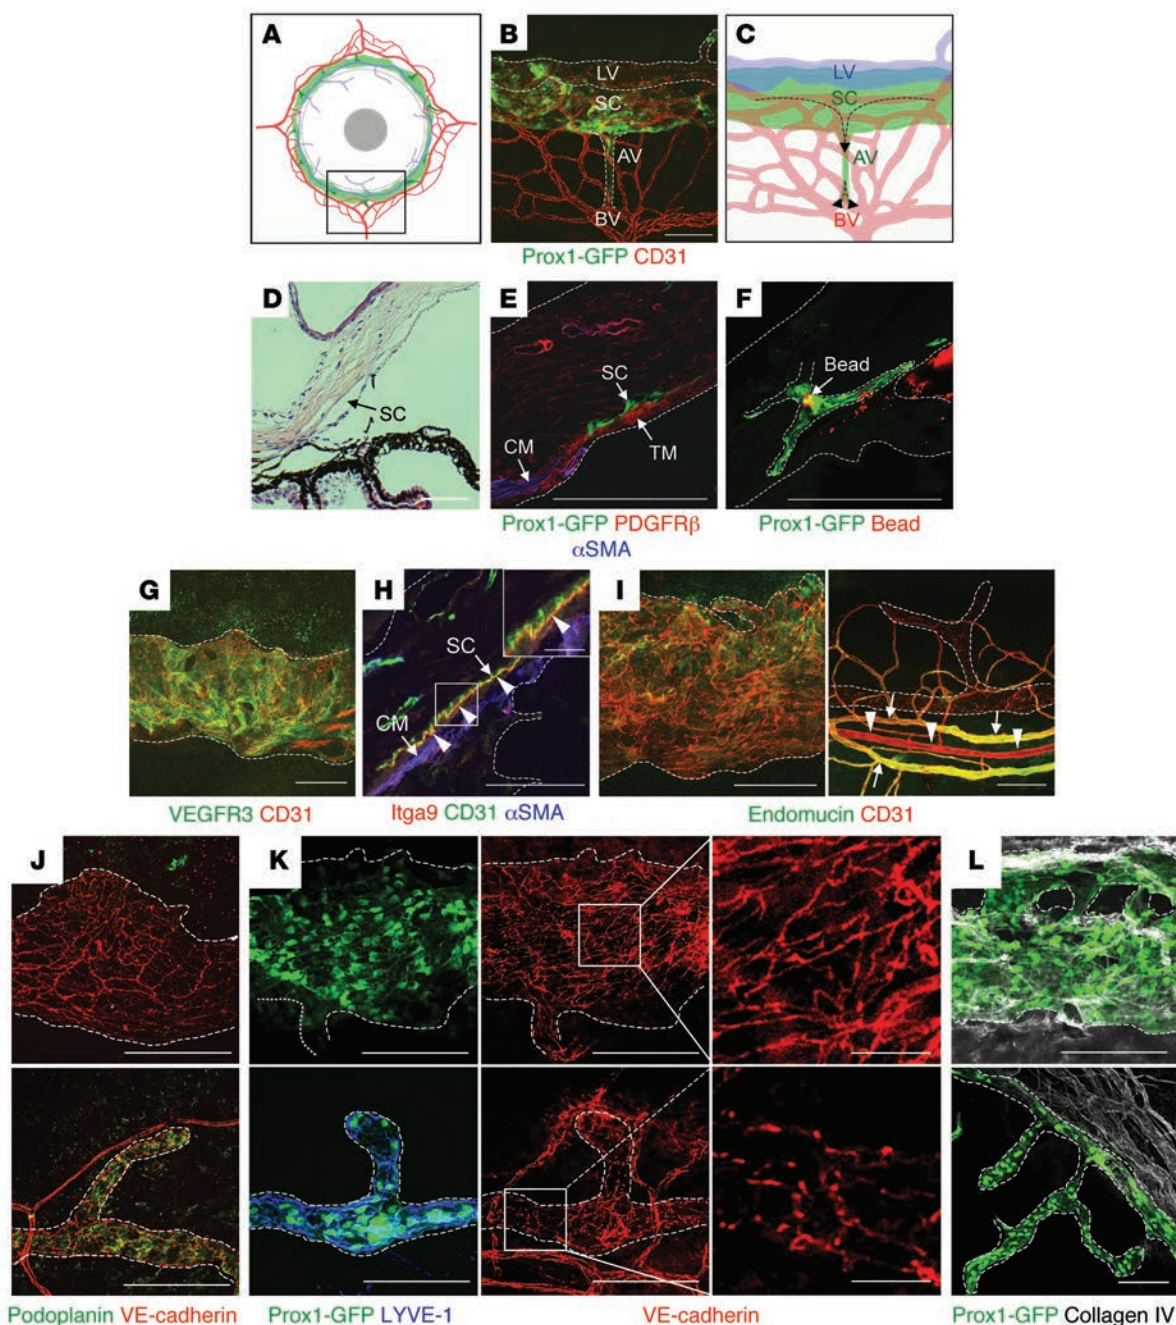 A
B
LV
SC
AV
BV
C
LV
SC
AV
BV
Prox1-GFP CD31
D
SC
E
SC
CM
TM
F
Bead
Prox1-GFP PDGFRβ
αSMA
Prox1-GFP Bead
G
H
SC
CM
I
VEGFR3 CD31
Itga9 CD31 αSMA
Endomucin CD31
J
K
L
Podoplanin VE-cadherin
Prox1-GFP LYVE-1
VE-cadherin
Prox1-GFP Collagen IV